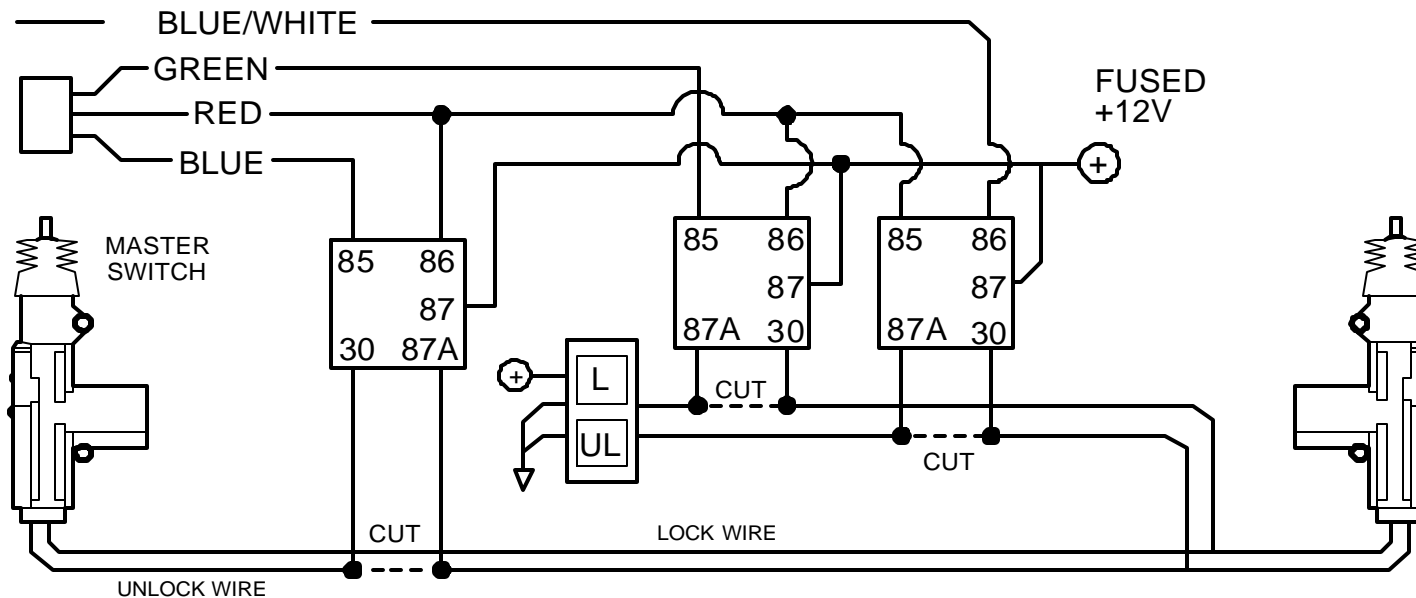 BLUE/WHITE
GREEN
RED
BLUE
FUSED
+12V
+
MASTER
SWITCH
85 86
87
30 87A
85 86
87
87A 30
85 86
87
87A 30
+
L
UL
CUT
CUT
CUT
LOCK WIRE
UNLOCK WIRE